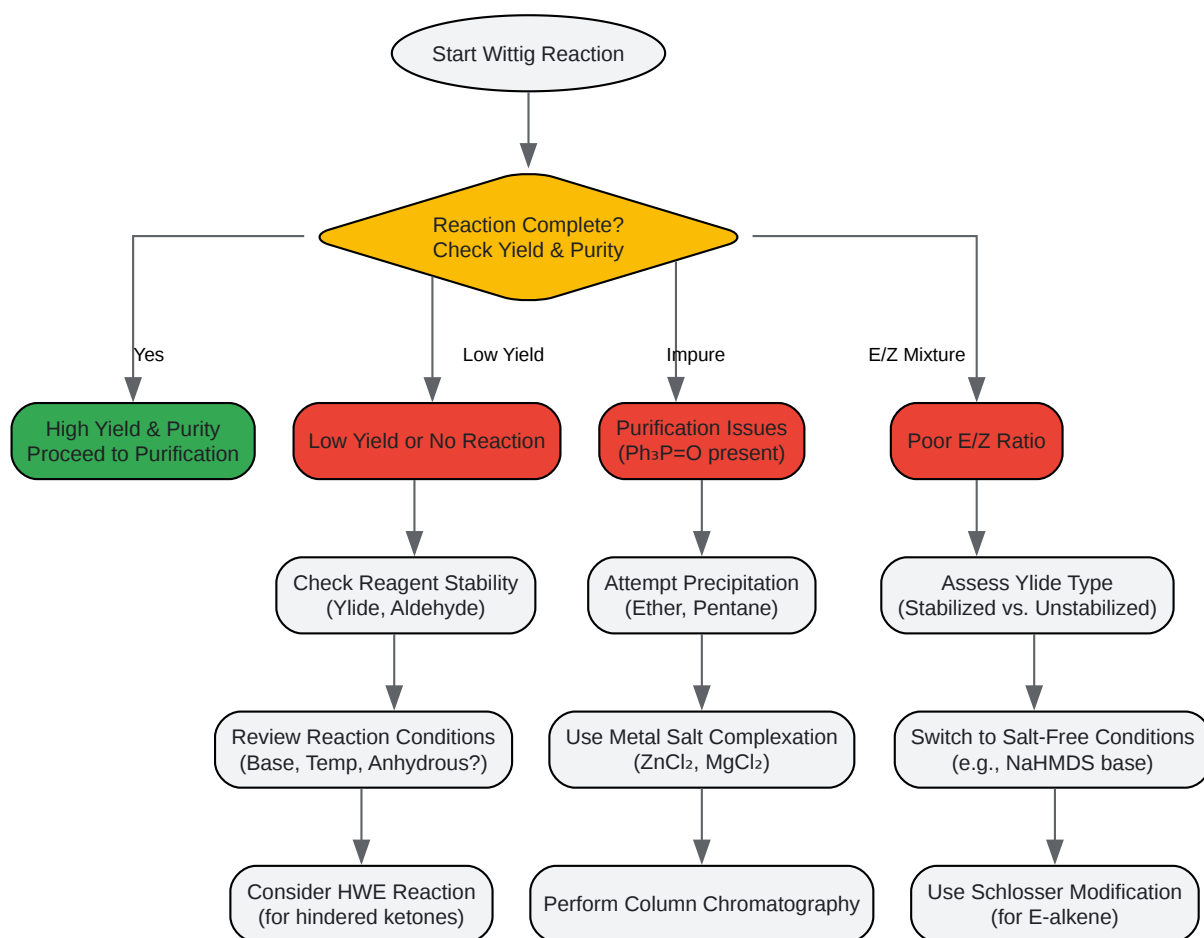 Start Wittig Reaction
Reaction Complete?
Check Yield & Purity
Yes
Low Yield
Impure
E/Z Mixture
High Yield & Purity
Proceed to Purification
Low Yield or No Reaction
Purification Issues
(Ph₃P=O present)
Poor E/Z Ratio
Check Reagent Stability
(Ylide, Aldehyde)
Attempt Precipitation
(Ether, Pentane)
Assess Ylide Type
(Stabilized vs. Unstabilized)
Review Reaction Conditions
(Base, Temp, Anhydrous?)
Use Metal Salt Complexation
(ZnCl₂, MgCl₂)
Switch to Salt-Free Conditions
(e.g., NaHMDS base)
Consider HWE Reaction
(for hindered ketones)
Perform Column Chromatography
Use Schlosser Modification
(for E-alkene)